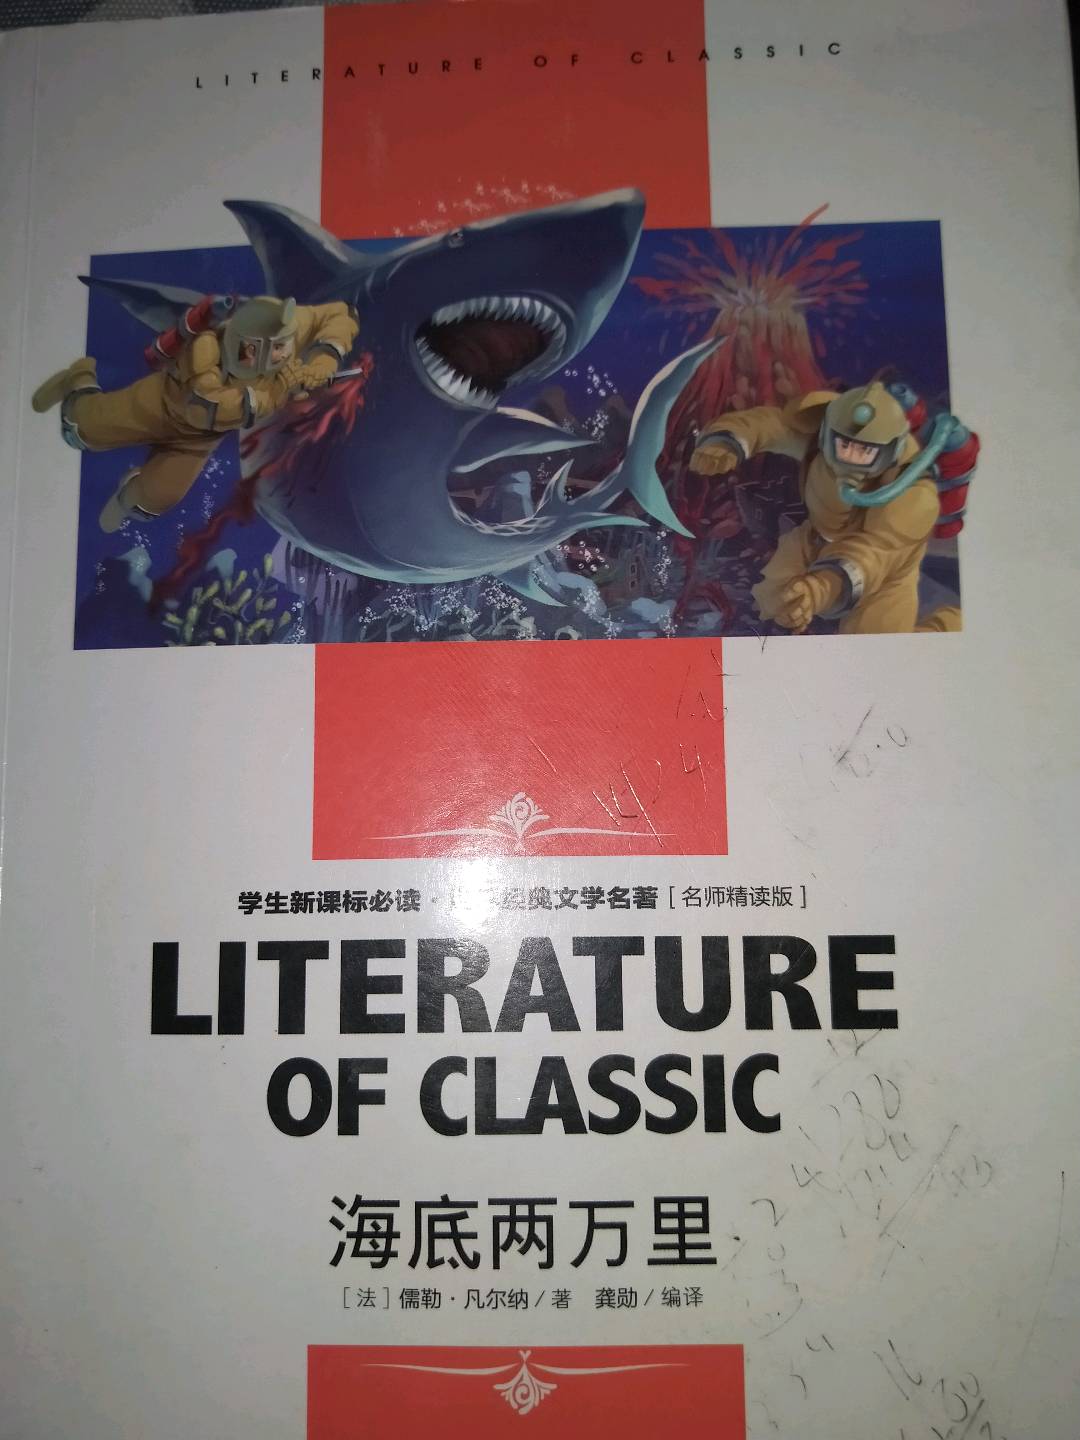 LITERATURE OF CLASSIC
学生新课标必读·经典文学名著[名师精读版]
LITERATURE
OF CLASSIC
海底两万里
[法]儒勒·凡尔纳/著 龚勋/编译